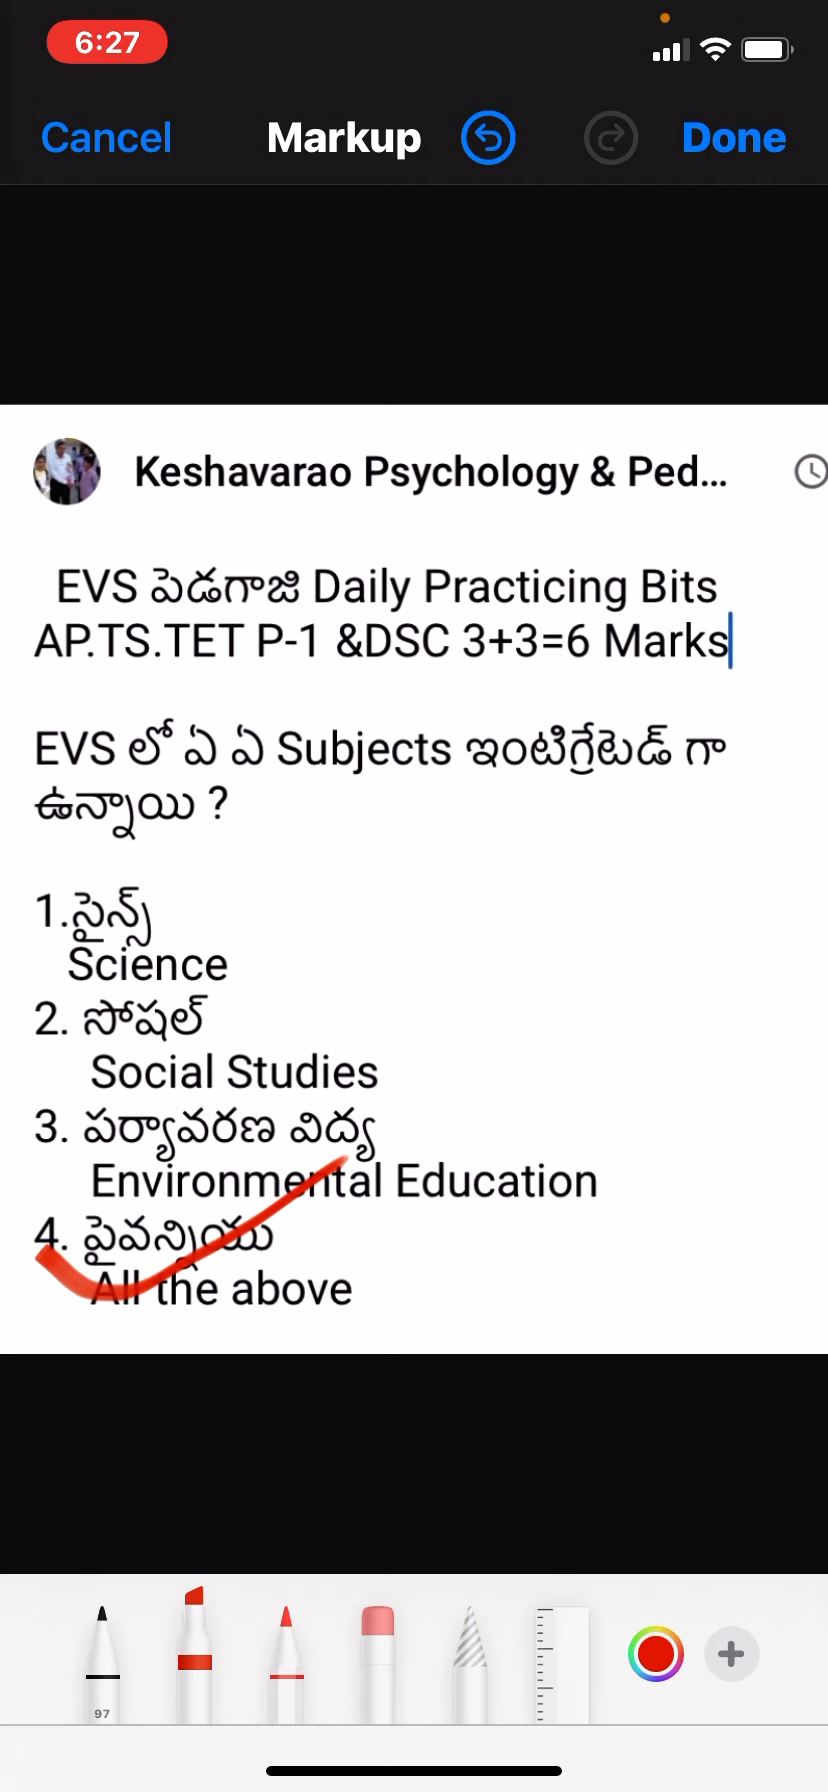 6:27
Cancel Markup Done
Keshavarao Psychology & Ped...
EVS పెడగాజి Daily Practicing Bits
AP.TS.TET P-1 &DSC 3+3=6 Marks
EVS లో ఏ ఏ Subjects ఇంటిగ్రేటెడ్ గా
ఉన్నాయి ?
1.సైన్స్
Science
2. సోషల్
Social Studies
3. పర్యావరణ విద్య
Environmental Education
4. పైవన్నియు
All the above
97